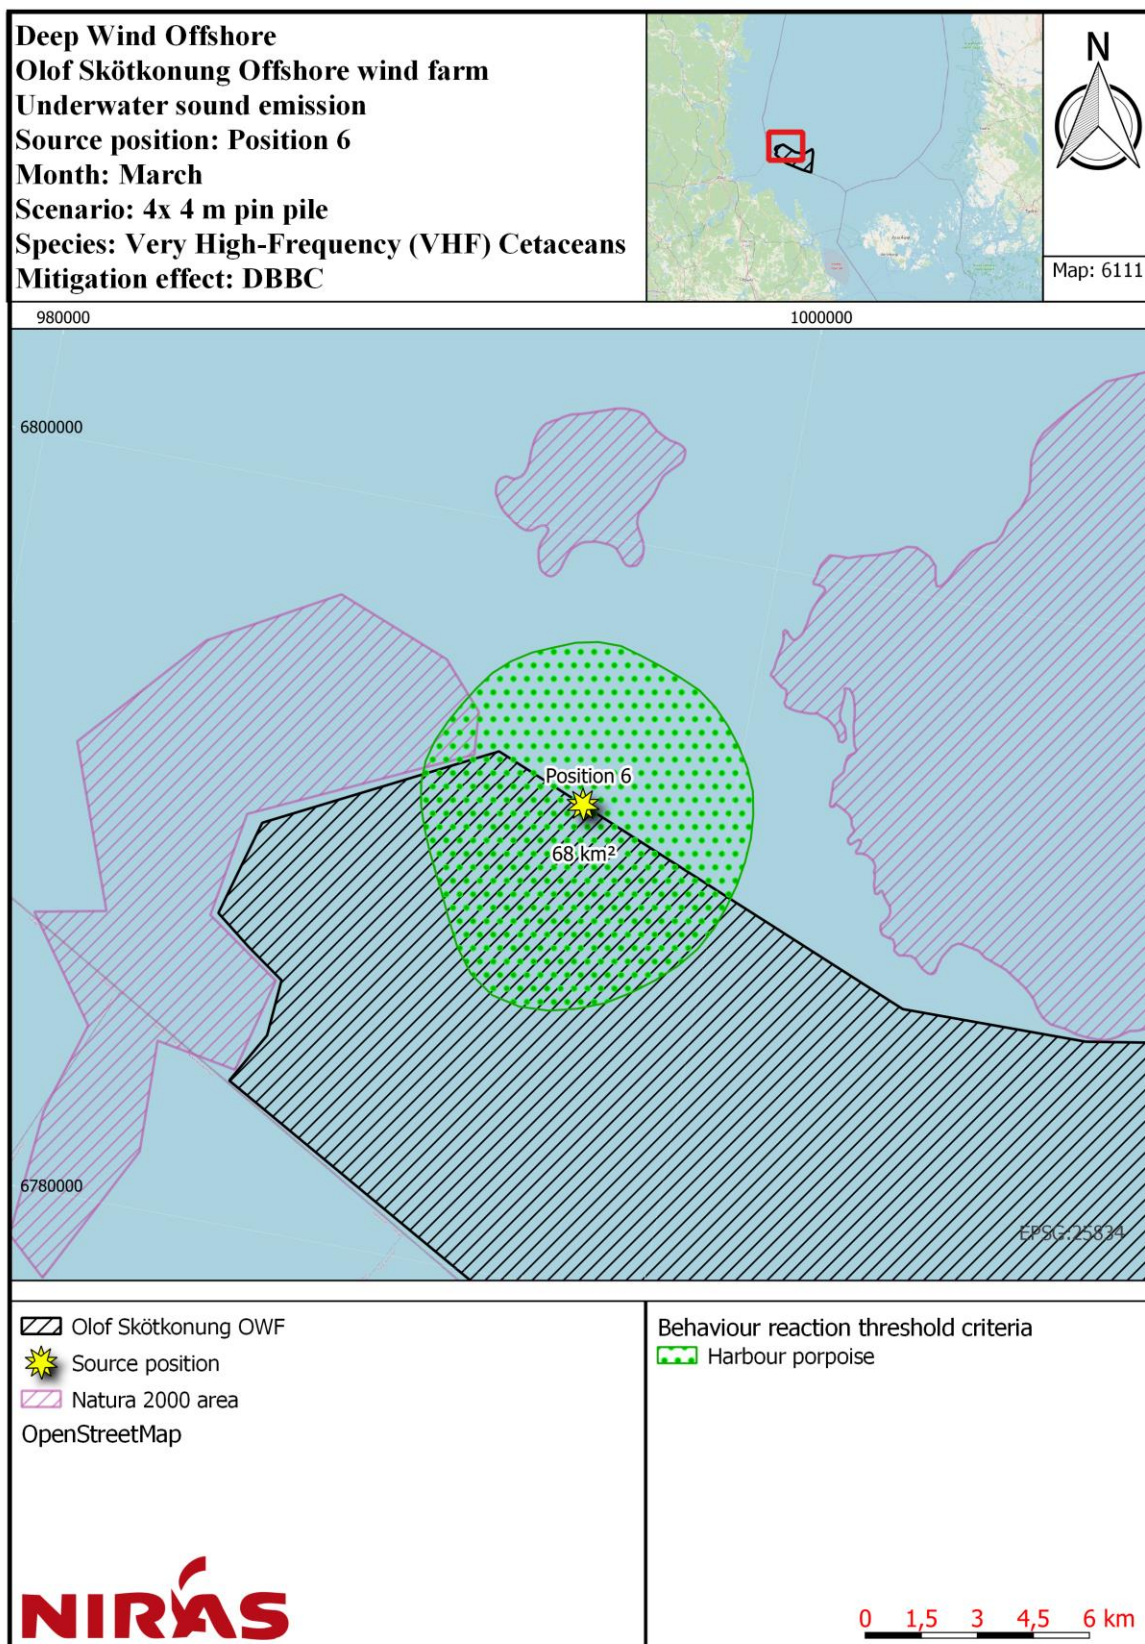 Deep Wind Offshore
Olof Skötkonung Offshore wind farm
Underwater sound emission
Source position: Position 6
Month: March
Scenario: 4x 4 m pin pile
Species: Very High-Frequency (VHF) Cetaceans
Mitigation effect: DBBC
N
Map: 6111
980000
1000000
6800000
Position 6
68 km²
6780000
EPSG:25834
Olof Skötkonung OWF
Source position
Natura 2000 area
OpenStreetMap
Behaviour reaction threshold criteria
Harbour porpoise
NIRAS
0 1,5 3 4,5 6 km